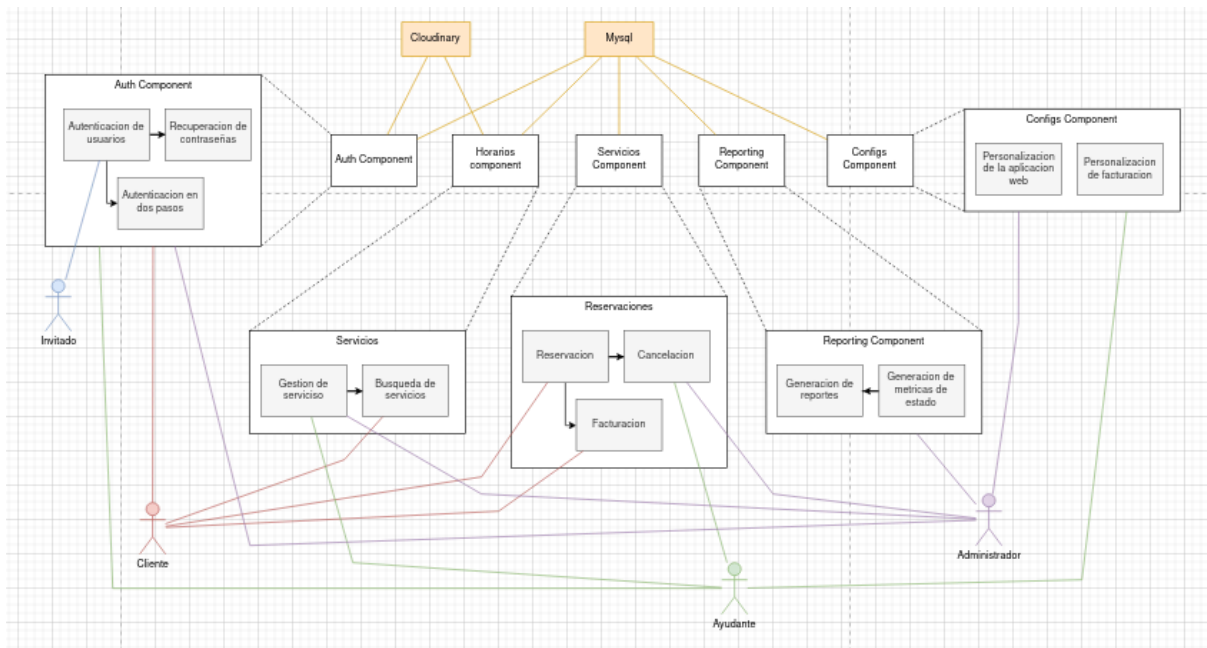 Cloudinary
Mysql
Auth Component
Autenticacion de
usuarios
Recuperacion de
contraseñas
Autenticacion en
dos pasos
Auth Component
Horarios
component
Servicios
Component
Reporting
Component
Configs
Component
Configs Component
Personalizacion
de la aplicacion
web
Personalizacion
de facturacion
Invitado
Servicios
Gestion de
serviciso
Busqueda de
servicios
Reservaciones
Reservacion
Cancelacion
Facturacion
Reporting Component
Generacion de
reportes
Generacion de
metricas de
estado
Cliente
Administrador
Ayudante